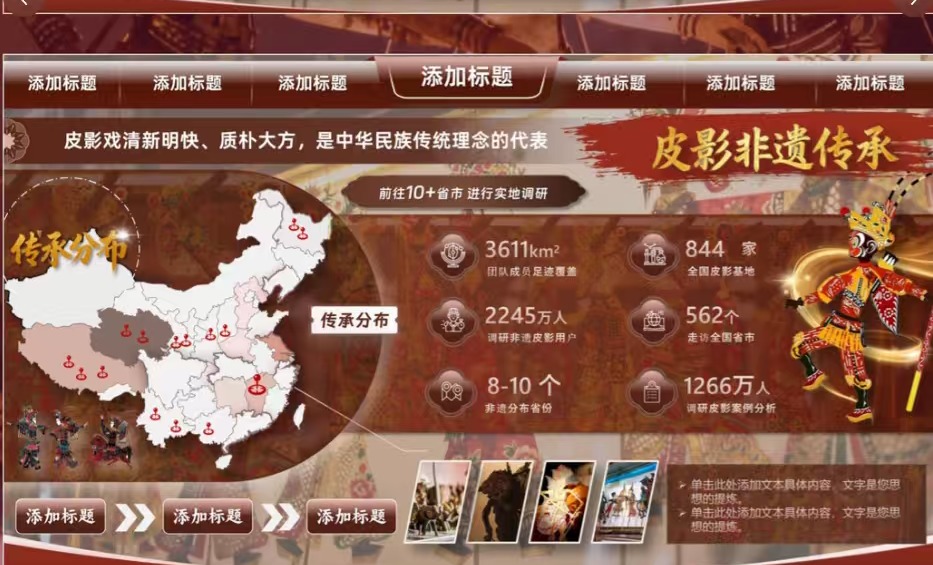 添加标题
添加标题
添加标题
添加标题
添加标题
添加标题
添加标题
皮影戏清新明快、质朴大方，是中华民族传统理念的代表
皮影非遗传承
前往10+省市 进行实地调研
传承分布
传承分布
3611km²
团队成员足迹覆盖
844 家
全国皮影基地
2245万人
调研非遗皮影用户
562个
走访全国省市
8-10 个
非遗分布省份
1266万人
调研皮影案例分析
添加标题
添加标题
添加标题
单击此处添加文本具体内容，文字是您思
想的提炼。
单击此处添加文本具体内容，文字是您思
想的提炼。